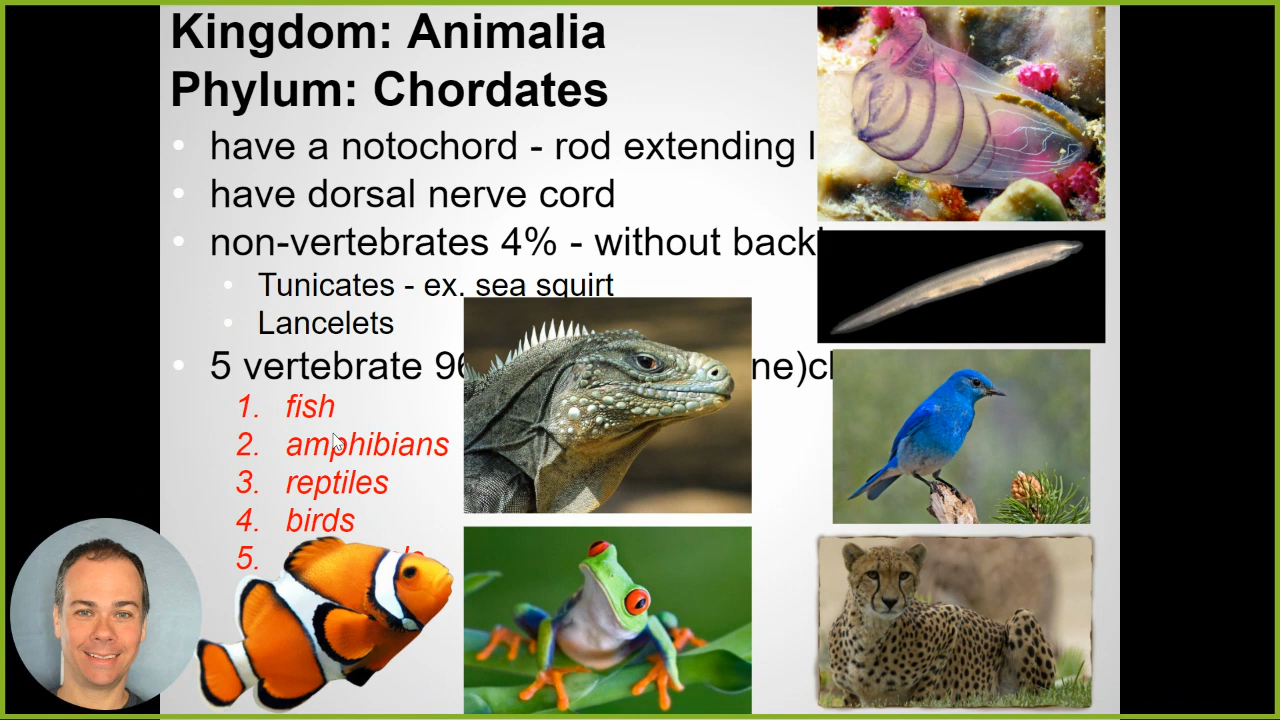 Kingdom: Animalia
Phylum: Chordates
have a notochord - rod extending
have dorsal nerve cord
non-vertebrates 4% - without back
Tunicates - ex. sea squirt
Lancelets
5 vertebrate 9 ne)c
1. fish
2. amphibians
3. reptiles
4. birds
5.